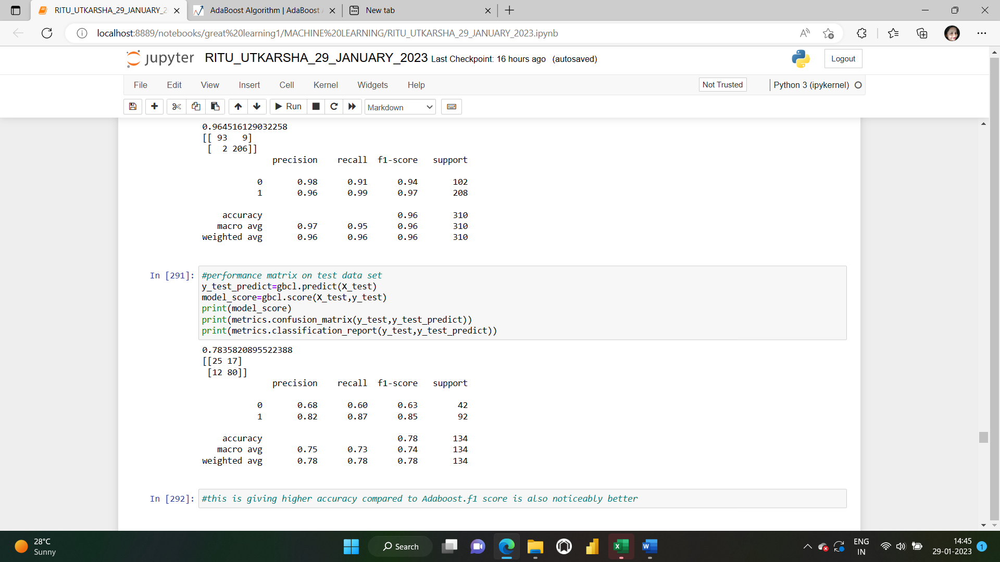 RITU_UTKARSHA_29_JANUARY_2
AdaBoost Algorithm | AdaBoost
New tab
localhost:8889/notebooks/great%20learning1/MACHINE%20LEARNING/RITU_UTKARSHA_29_JANUARY_2023.ipynb
jupyter RITU_UTKARSHA_29_JANUARY_2023 Last Checkpoint: 16 hours ago (autosaved)
Logout
File Edit View Insert Cell Kernel Widgets Help
Not Trusted
Python 3 (ipykernel)
Run
Markdown
0.964516129032258
[[ 93   9]
 [  2 206]]
precision recall f1-score support
0 0.98 0.91 0.94 102
1 0.96 0.99 0.97 208
accuracy 0.96 310
macro avg 0.97 0.95 0.96 310
weighted avg 0.96 0.96 0.96 310
In [291]: #performance matrix on test data set
y_test_predict=gbcl.predict(X_test)
model_score=gbcl.score(X_test,y_test)
print(model_score)
print(metrics.confusion_matrix(y_test,y_test_predict))
print(metrics.classification_report(y_test,y_test_predict))
0.7835820895522388
[[25 17]
 [12 80]]
precision recall f1-score support
0 0.68 0.60 0.63 42
1 0.82 0.87 0.85 92
accuracy 0.78 134
macro avg 0.75 0.73 0.74 134
weighted avg 0.78 0.78 0.78 134
In [292]: #this is giving higher accuracy compared to Adaboost.f1 score is also noticeably better
28°C
Sunny
Search
ENG
IN
14:45
29-01-2023
1